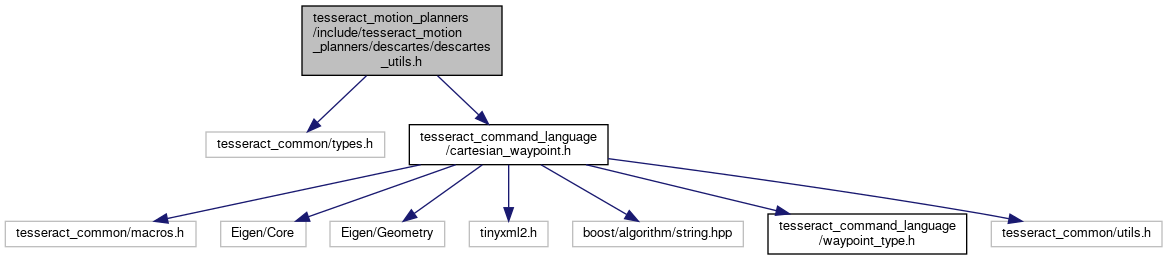 tesseract_motion_planners
/include/tesseract_motion
_planners/descartes/descartes
_utils.h
tesseract_common/types.h
tesseract_command_language
/cartesian_waypoint.h
tesseract_common/macros.h
Eigen/Core
Eigen/Geometry
tinyxml2.h
boost/algorithm/string.hpp
tesseract_command_language
/waypoint_type.h
tesseract_common/utils.h